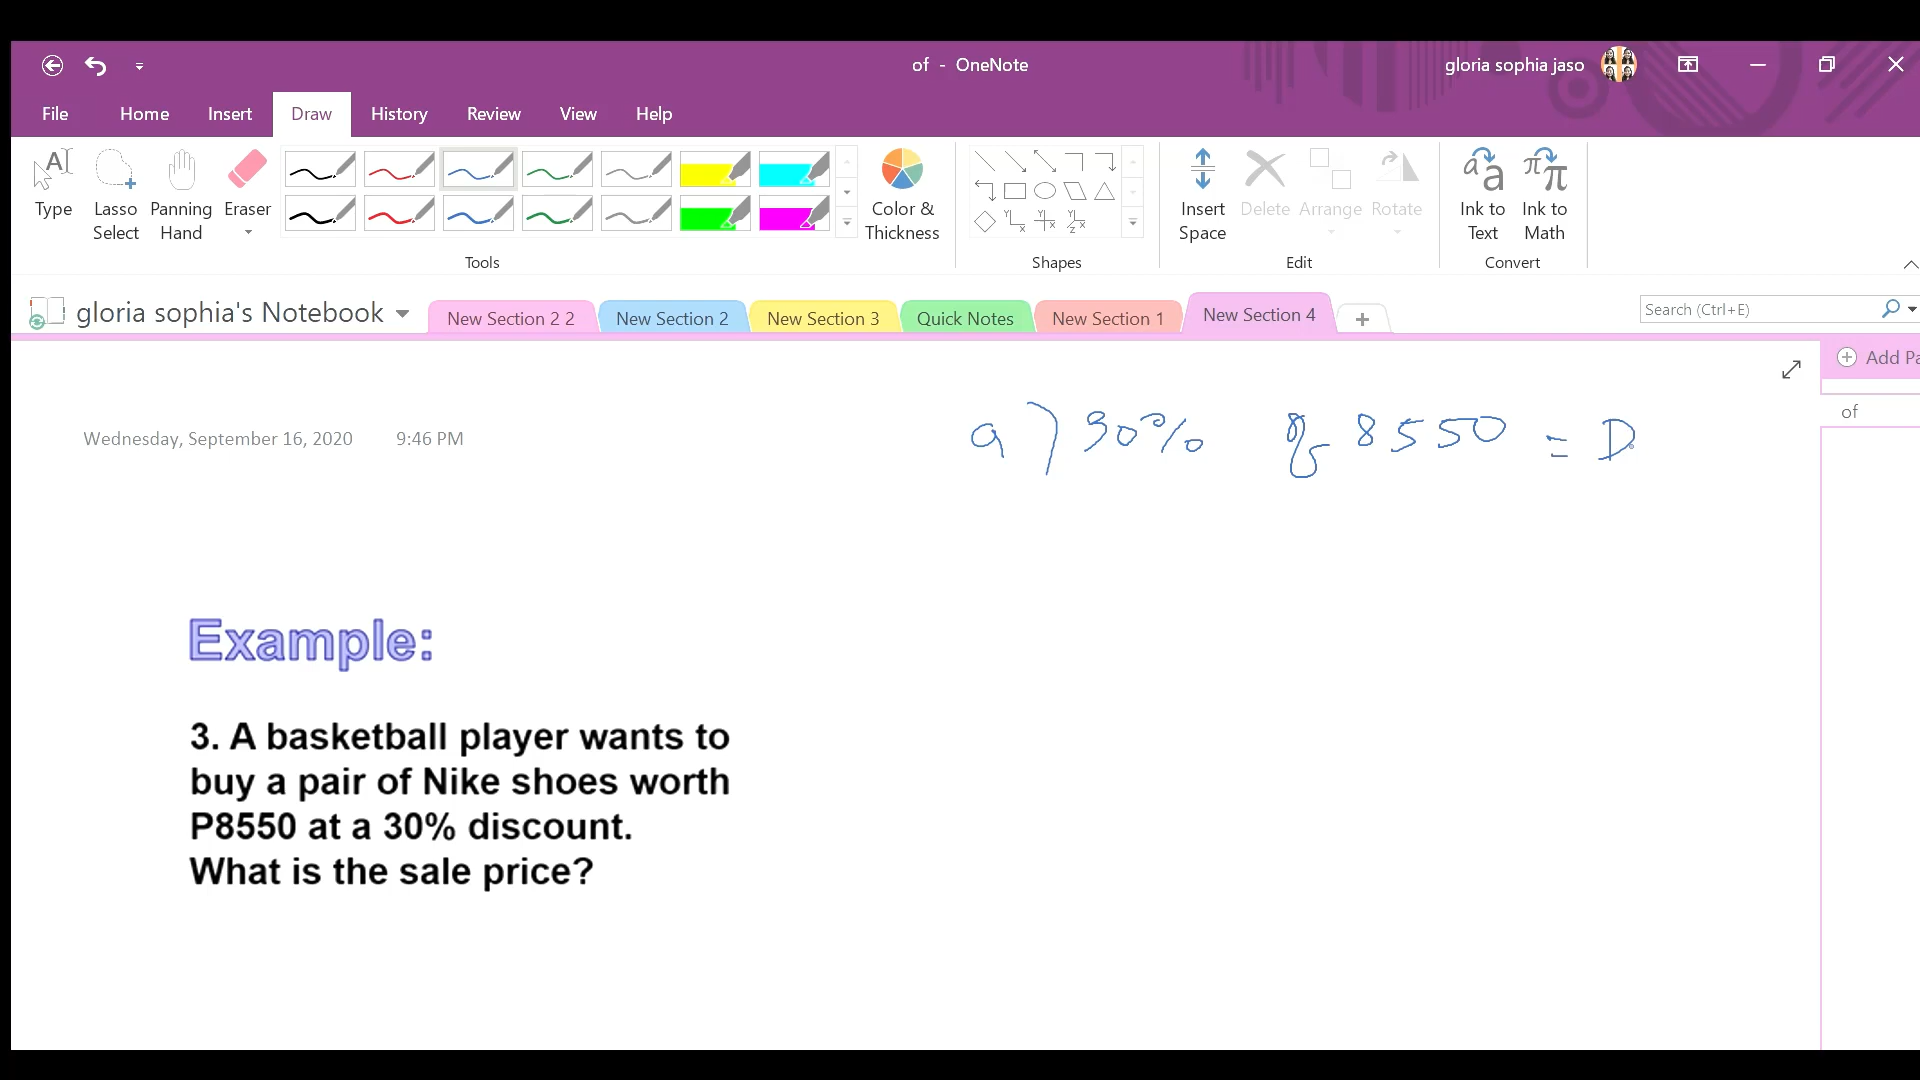 of - OneNote
gloria sophia jaso
File Home Insert Draw History Review View Help
Type
Lasso Select
Panning Hand
Eraser
Color & Thickness
Insert Space
Delete
Arrange
Rotate
Ink to Text
Ink to Math
Tools
Shapes
Edit
Convert
gloria sophia's Notebook
New Section 2 2
New Section 2
New Section 3
Quick Notes
New Section 1
New Section 4
Search (Ctrl+E)
Add Pa
of
Wednesday, September 16, 2020 9:46 PM
a) 30% of 8550 = D
Example:
3. A basketball player wants to
buy a pair of Nike shoes worth
P8550 at a 30% discount.
What is the sale price?